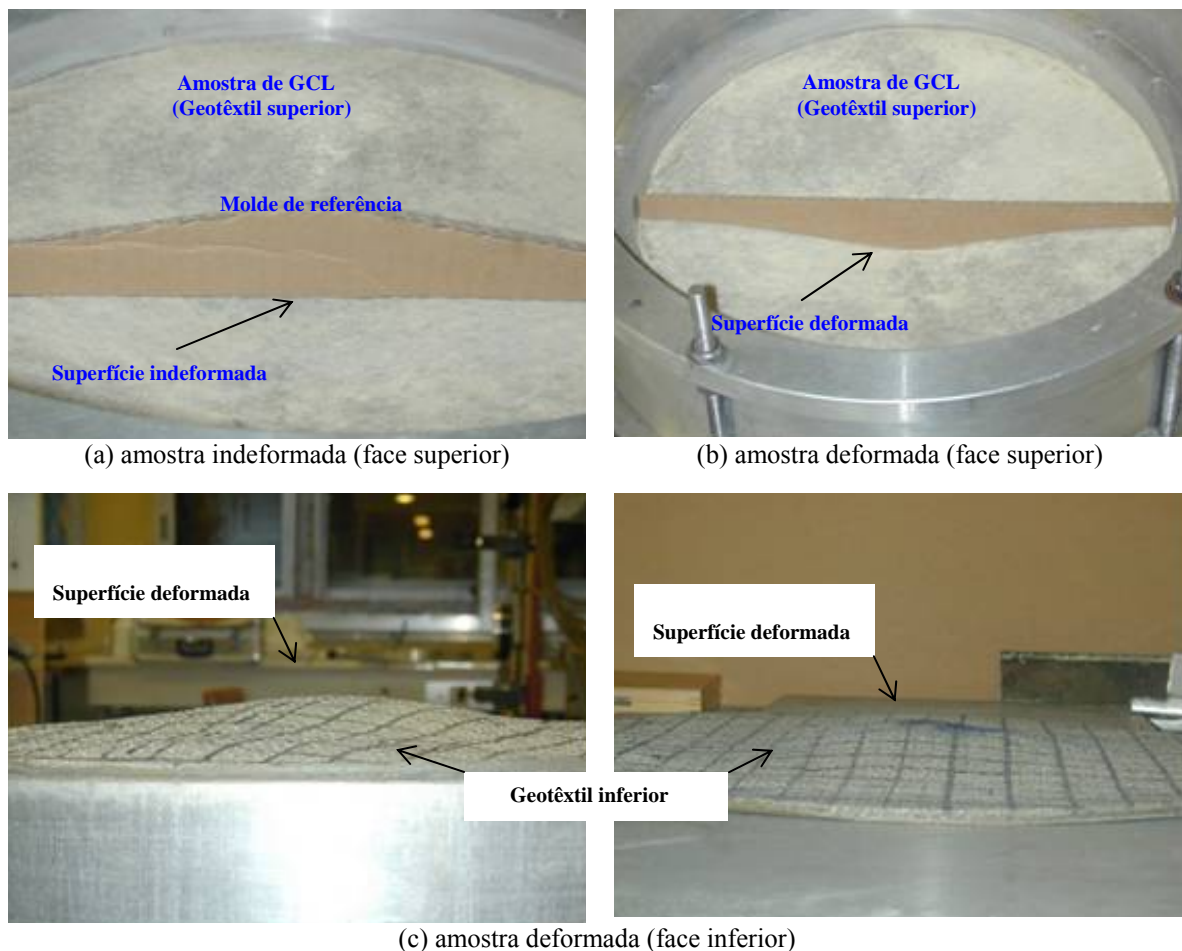 Amostra de GCL
(Geotêxtil superior)
Molde de referência
Superfície indeformada
Amostra de GCL
(Geotêxtil superior)
Superfície deformada
(a) amostra indeformada (face superior)
(b) amostra deformada (face superior)
Superfície deformada
Superfície deformada
Geotêxtil inferior
(c) amostra deformada (face inferior)